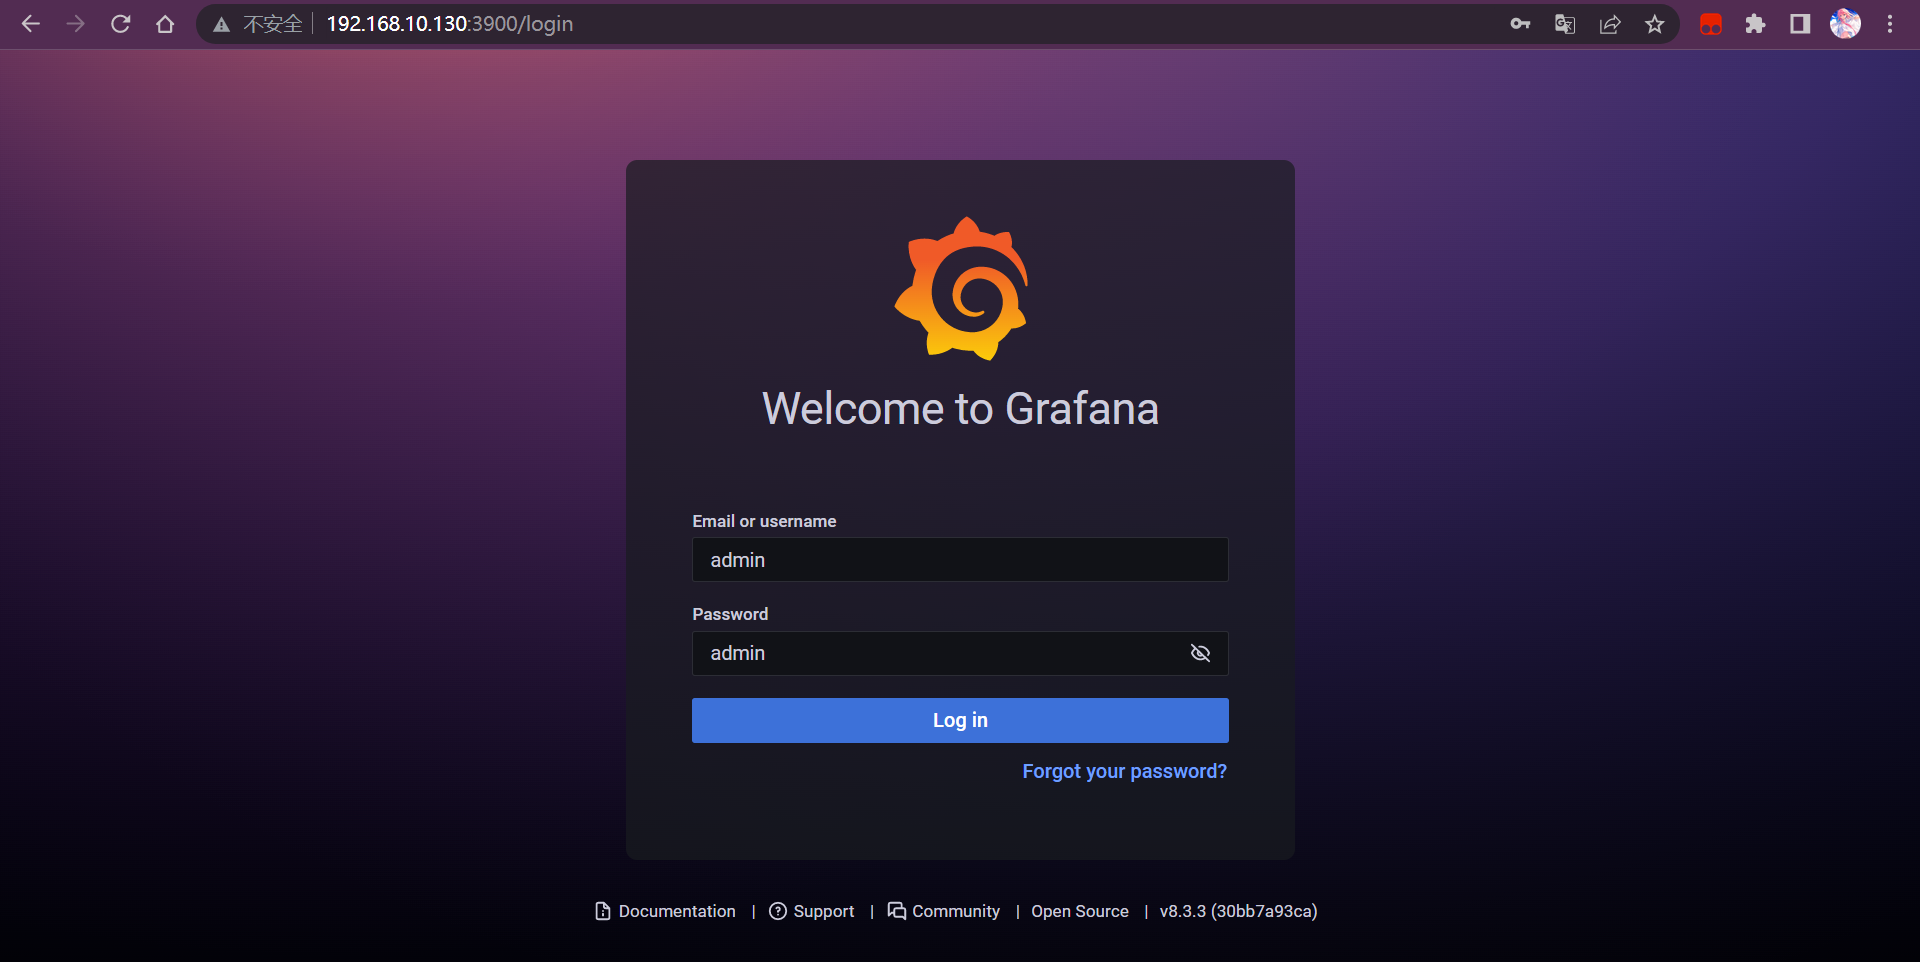 不安全 192.168.10.130:3900/login
Welcome to Grafana
Email or username
admin
Password
admin
Log in
Forgot your password?
Documentation | Support | Community | Open Source | v8.3.3 (30bb7a93ca)